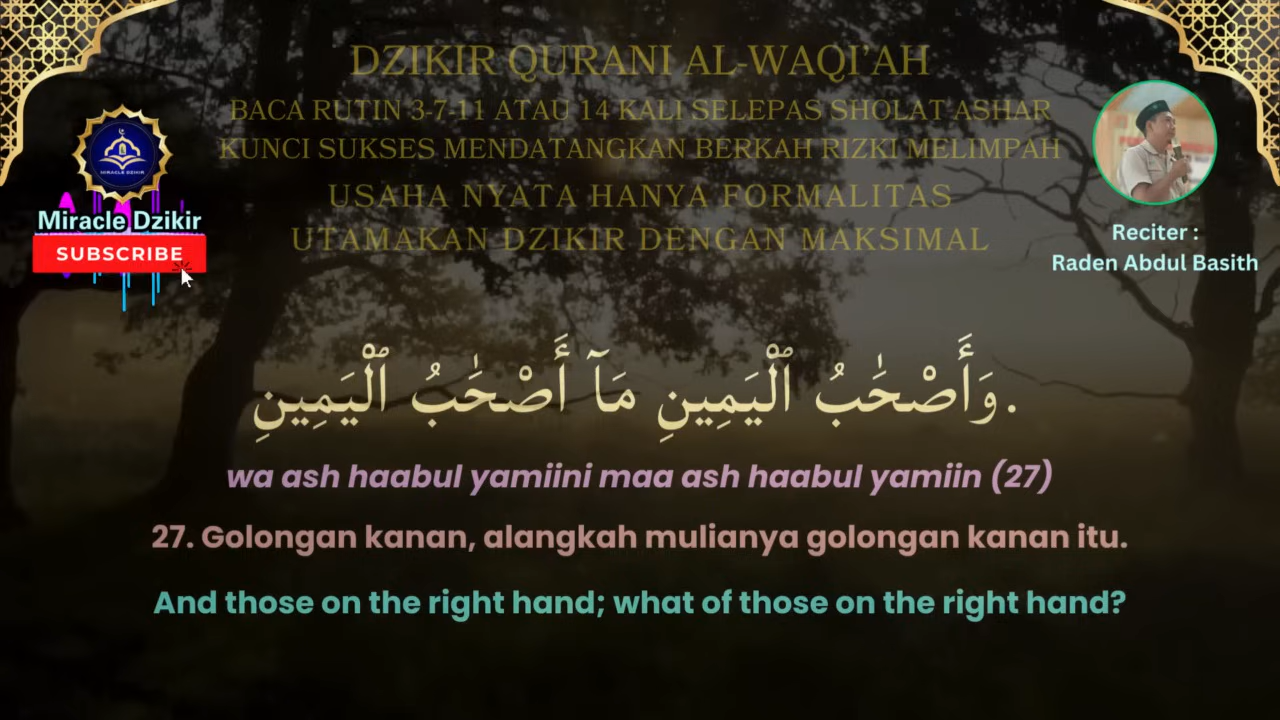 DZIKIR QURANI AL-WAQI'AH
BACA RUTIN 3-7-11 ATAU 14 KALI SELEPAS SHOLAT ASHAR
KUNCI SUKSES MENDATANGKAN BERKAH RIZKI MELIMPAH
USAHA NYATA HANYA FORMALITAS
UTAMAKAN DZIKIR DENGAN MAKSIMAL
MIRACLE DZIKIR
Miracle Dzikir
SUBSCRIBE
Reciter :
Raden Abdul Basith
وَأَصْحَٰبُ ٱلْيَمِينِ مَآ أَصْحَٰبُ ٱلْيَمِينِ.
wa ash haabul yamiini maa ash haabul yamiin (27)
27. Golongan kanan, alangkah mulianya golongan kanan itu.
And those on the right hand; what of those on the right hand?